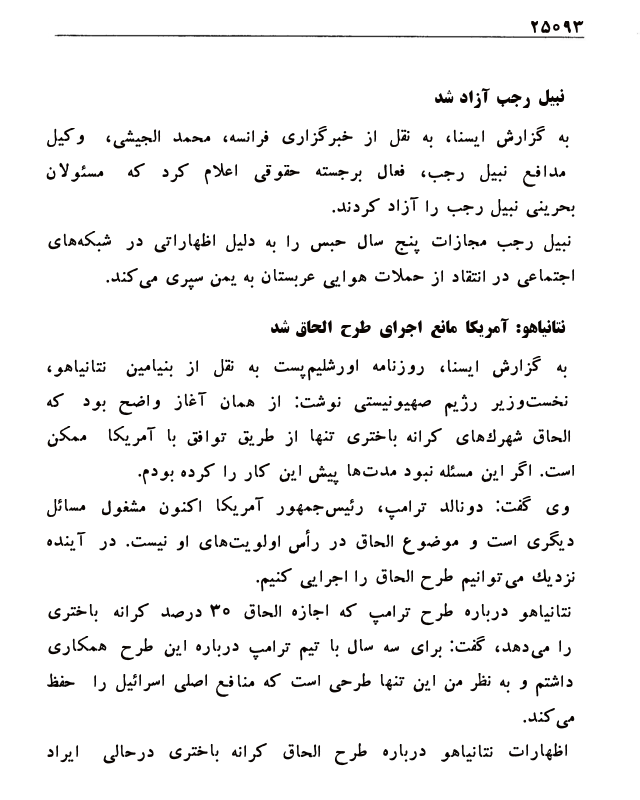 ۲۵۰۹۳
نبیل رجب آزاد شد
به گزارش ایسنا، به نقل از خبرگزاری فرانسه، محمد الجیشی، وکیل
مدافع نبیل رجب، فعال برجسته حقوقی اعلام کرد که مسئولان
بحرینی نبیل رجب را آزاد کردند.
نبیل رجب مجازات پنج سال حبس را به دلیل اظهاراتی در شبکه‌های
اجتماعی در انتقاد از حملات هوایی عربستان به یمن سپری می‌کند.
نتانیاهو: آمریکا مانع اجرای طرح الحاق شد
به گزارش ایسنا، روزنامه اورشلیم‌پست به نقل از بنیامین نتانیاهو،
نخست‌وزیر رژیم صهیونیستی نوشت: از همان آغاز واضح بود که
الحاق شهرك‌های کرانه باختری تنها از طریق توافق با آمریکا ممکن
است. اگر این مسئله نبود مدت‌ها پیش این کار را کرده بودم.
وی گفت: دونالد ترامپ، رئیس‌جمهور آمریکا اکنون مشغول مسائل
دیگری است و موضوع الحاق در رأس اولویت‌های او نیست. در آینده
نزدیك می‌توانیم طرح الحاق را اجرایی کنیم.
نتانیاهو درباره طرح ترامپ که اجازه الحاق ۳۰ درصد کرانه باختری
را می‌دهد، گفت: برای سه سال با تیم ترامپ درباره این طرح همکاری
داشتم و به نظر من این تنها طرحی است که منافع اصلی اسرائیل را حفظ
می‌کند.
اظهارات نتانیاهو درباره طرح الحاق کرانه باختری درحالی ایراد